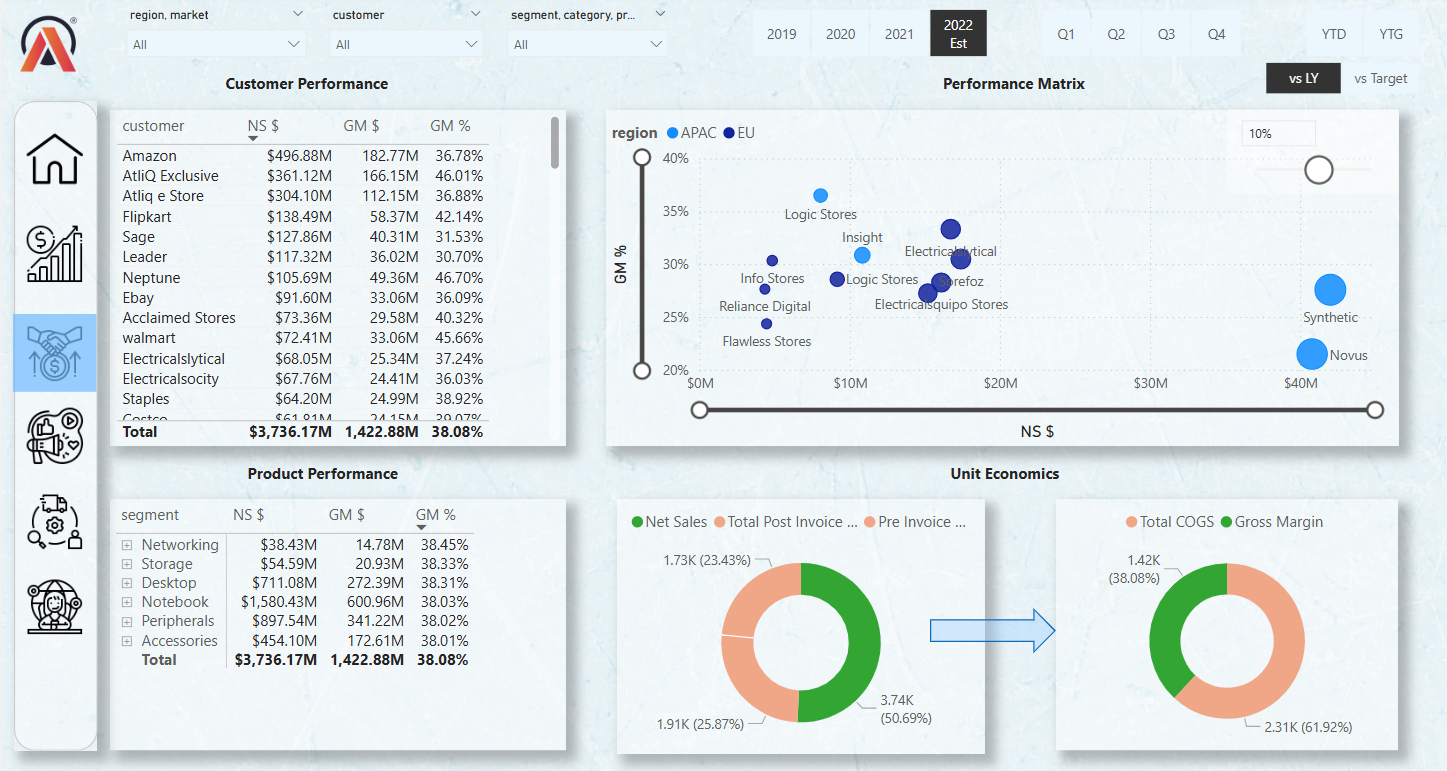 region, market
customer
segment, category, pr...
All
All
All
2019
2020
2021
2022
Est
Q1
Q2
Q3
Q4
YTD
YTG
vs LY
vs Target
Customer Performance
customer NS $ GM $ GM %
Amazon $496.88M 182.77M 36.78%
AtliQ Exclusive $361.12M 166.15M 46.01%
Atliq e Store $304.10M 112.15M 36.88%
Flipkart $138.49M 58.37M 42.14%
Sage $127.86M 40.31M 31.53%
Leader $117.32M 36.02M 30.70%
Neptune $105.69M 49.36M 46.70%
Ebay $91.60M 33.06M 36.09%
Acclaimed Stores $73.36M 29.58M 40.32%
walmart $72.41M 33.06M 45.66%
Electricalslytical $68.05M 25.34M 37.24%
Electricalsocity $67.76M 24.41M 36.03%
Staples $64.20M 24.99M 38.92%
Costco $61.81M 24.15M 39.07%
Total $3,736.17M 1,422.88M 38.08%
Performance Matrix
region APAC EU
10%
GM %
40%
35%
30%
25%
20%
Logic Stores
Insight
Info Stores
Logic Stores
Reliance Digital
Flawless Stores
Sorefoz
Synthetic
Novus
$0M
$10M
$20M
$30M
$40M
NS $
Product Performance
segment NS $ GM $ GM %
Networking $38.43M 14.78M 38.45%
Storage $54.59M 20.93M 38.33%
Desktop $711.08M 272.39M 38.31%
Notebook $1,580.43M 600.96M 38.03%
Peripherals $897.54M 341.22M 38.02%
Accessories $454.10M 172.61M 38.01%
Total $3,736.17M 1,422.88M 38.08%
Unit Economics
Net Sales Total Post Invoice ... Pre Invoice ...
1.73K (23.43%)
1.91K (25.87%)
3.74K
(50.69%)
Total COGS Gross Margin
1.42K
(38.08%)
2.31K (61.92%)